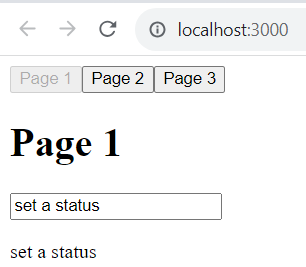 localhost:3000
Page 1 Page 2 Page 3
Page 1
set a status
set a status